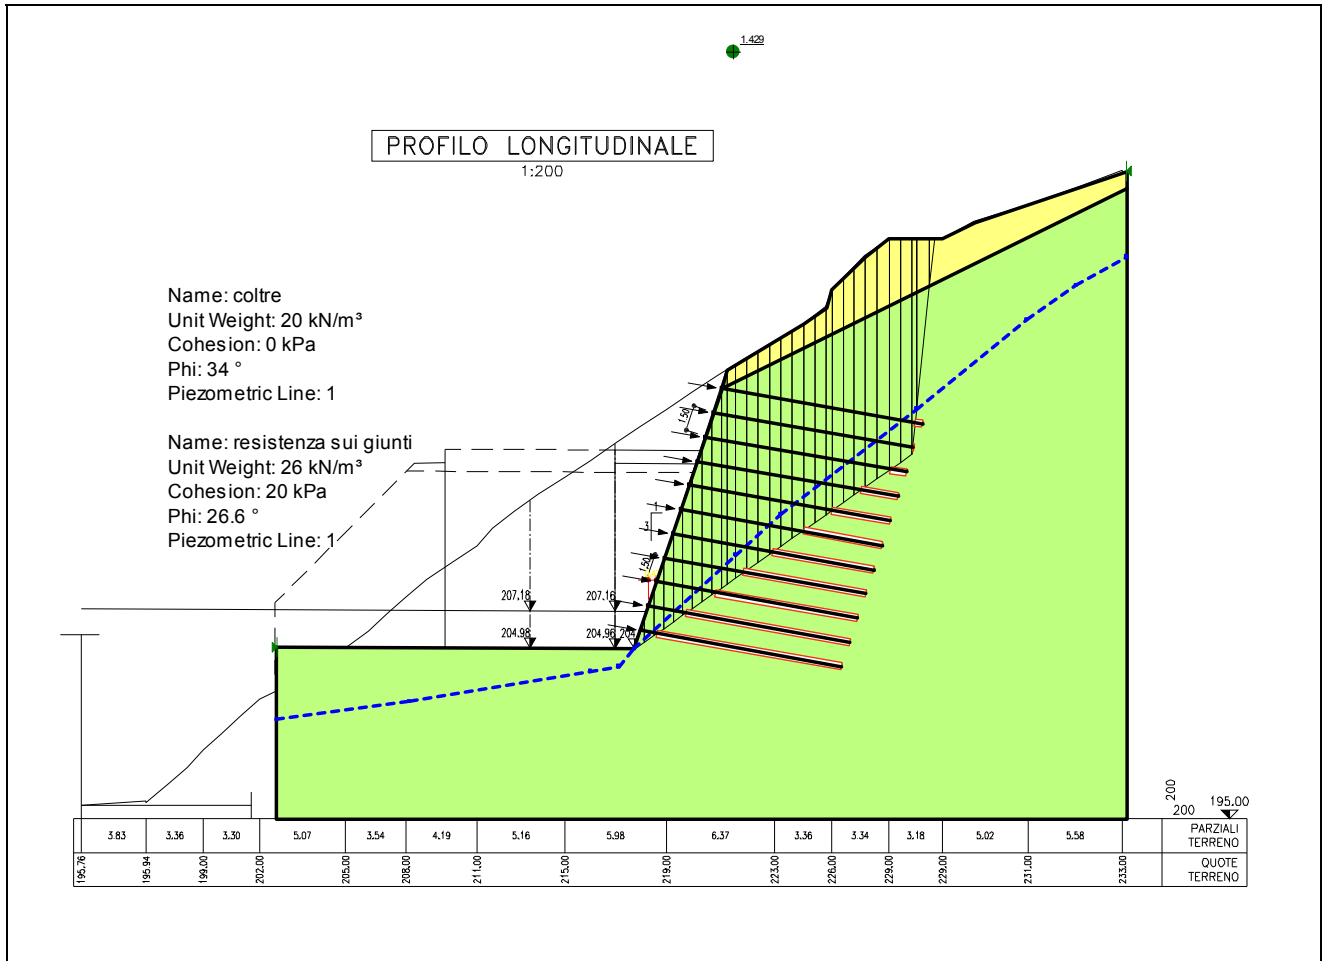 1.429
PROFILO LONGITUDINALE
1:200
Name: coltre
Unit Weight: 20 kN/m³
Cohesion: 0 kPa
Phi: 34 °
Piezometric Line: 1
Name: resistenza sui giunti
Unit Weight: 26 kN/m³
Cohesion: 20 kPa
Phi: 26.6 °
Piezometric Line: 1
1.50
1
3
1.50
207.18
207.16
204.98
204.96
204
200
200
195.00
3.83 3.36 3.30 5.07 3.54 4.19 5.16 5.98 6.37 3.36 3.34 3.18 5.02 5.58
PARZIALI
TERRENO
195.76 195.94 199.00 202.00 205.00 208.00 211.00 215.00 219.00 223.00 226.00 229.00 229.00 231.00 233.00
QUOTE
TERRENO